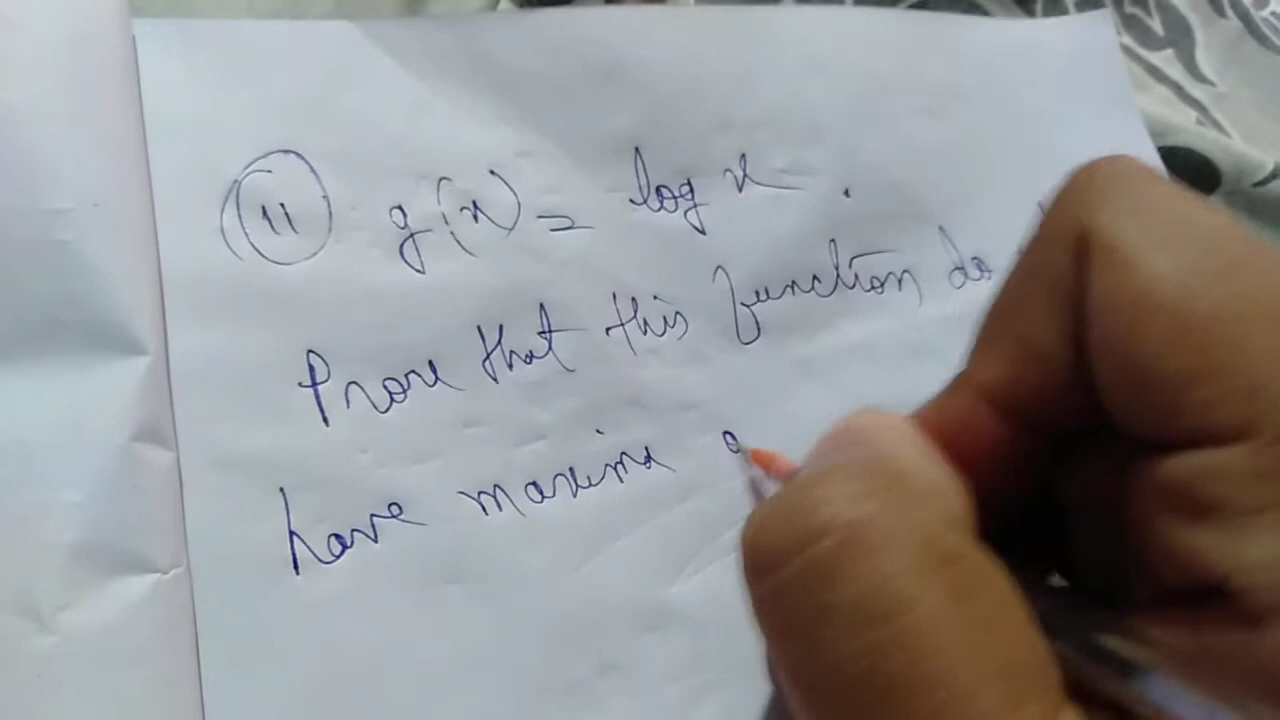 (11) g(x) = log x.
Prove that this function do
have maxima o